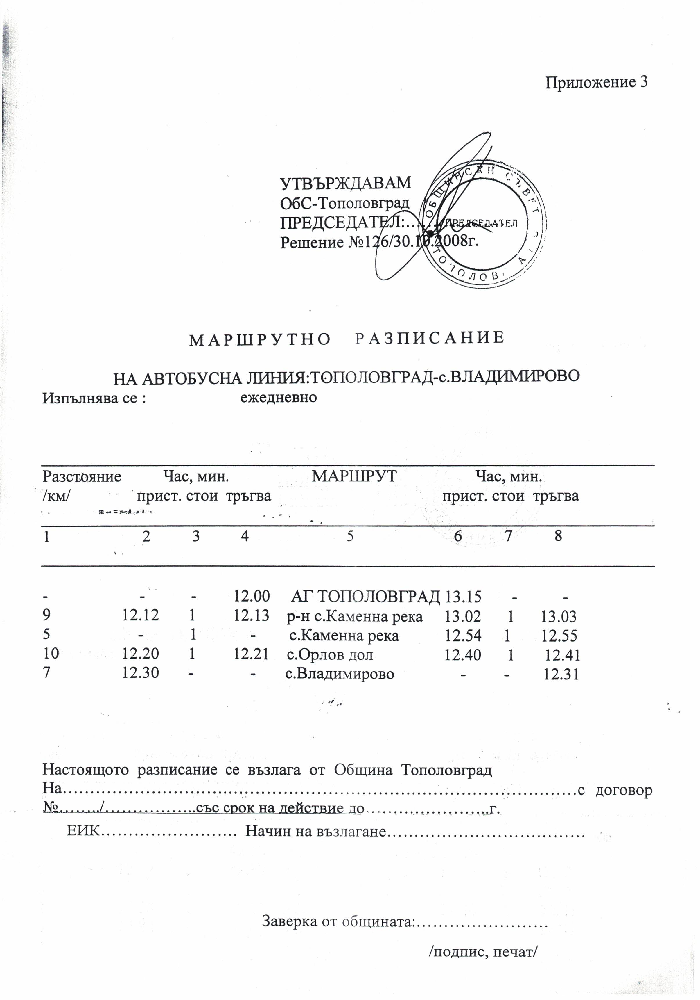 Приложение 3
УТВЪРЖДАВАМ
ОбС-Тополовград
ПРЕДСЕДАТЕЛ:......
Решение №126/30.10.2008г.
ОБЩИНСКИ СЪВЕТ
ПРЕДСЕДАТЕЛ
МАРШРУТНО РАЗПИСАНИЕ
НА АВТОБУСНА ЛИНИЯ:ТОПОЛОВГРАД-с.ВЛАДИМИРОВО
Изпълнява се : ежедневно
Разстояние Час, мин. МАРШРУТ Час, мин.
/км/ прист. стои тръгва прист. стои тръгва
1 2 3 4 5 6 7 8
- - - 12.00 АГ ТОПОЛОВГРАД 13.15 - -
9 12.12 1 12.13 р-н с.Каменна река 13.02 1 13.03
5 - 1 - с.Каменна река 12.54 1 12.55
10 12.20 1 12.21 с.Орлов дол 12.40 1 12.41
7 12.30 - - с.Владимирово - - 12.31
Настоящото разписание се възлага от Община Тополовград
На.....................................................................................с договор
№......../.................със срок на действие до.......................г.
ЕИК......................... Начин на възлагане....................................
Заверка от общината:........................
/подпис, печат/